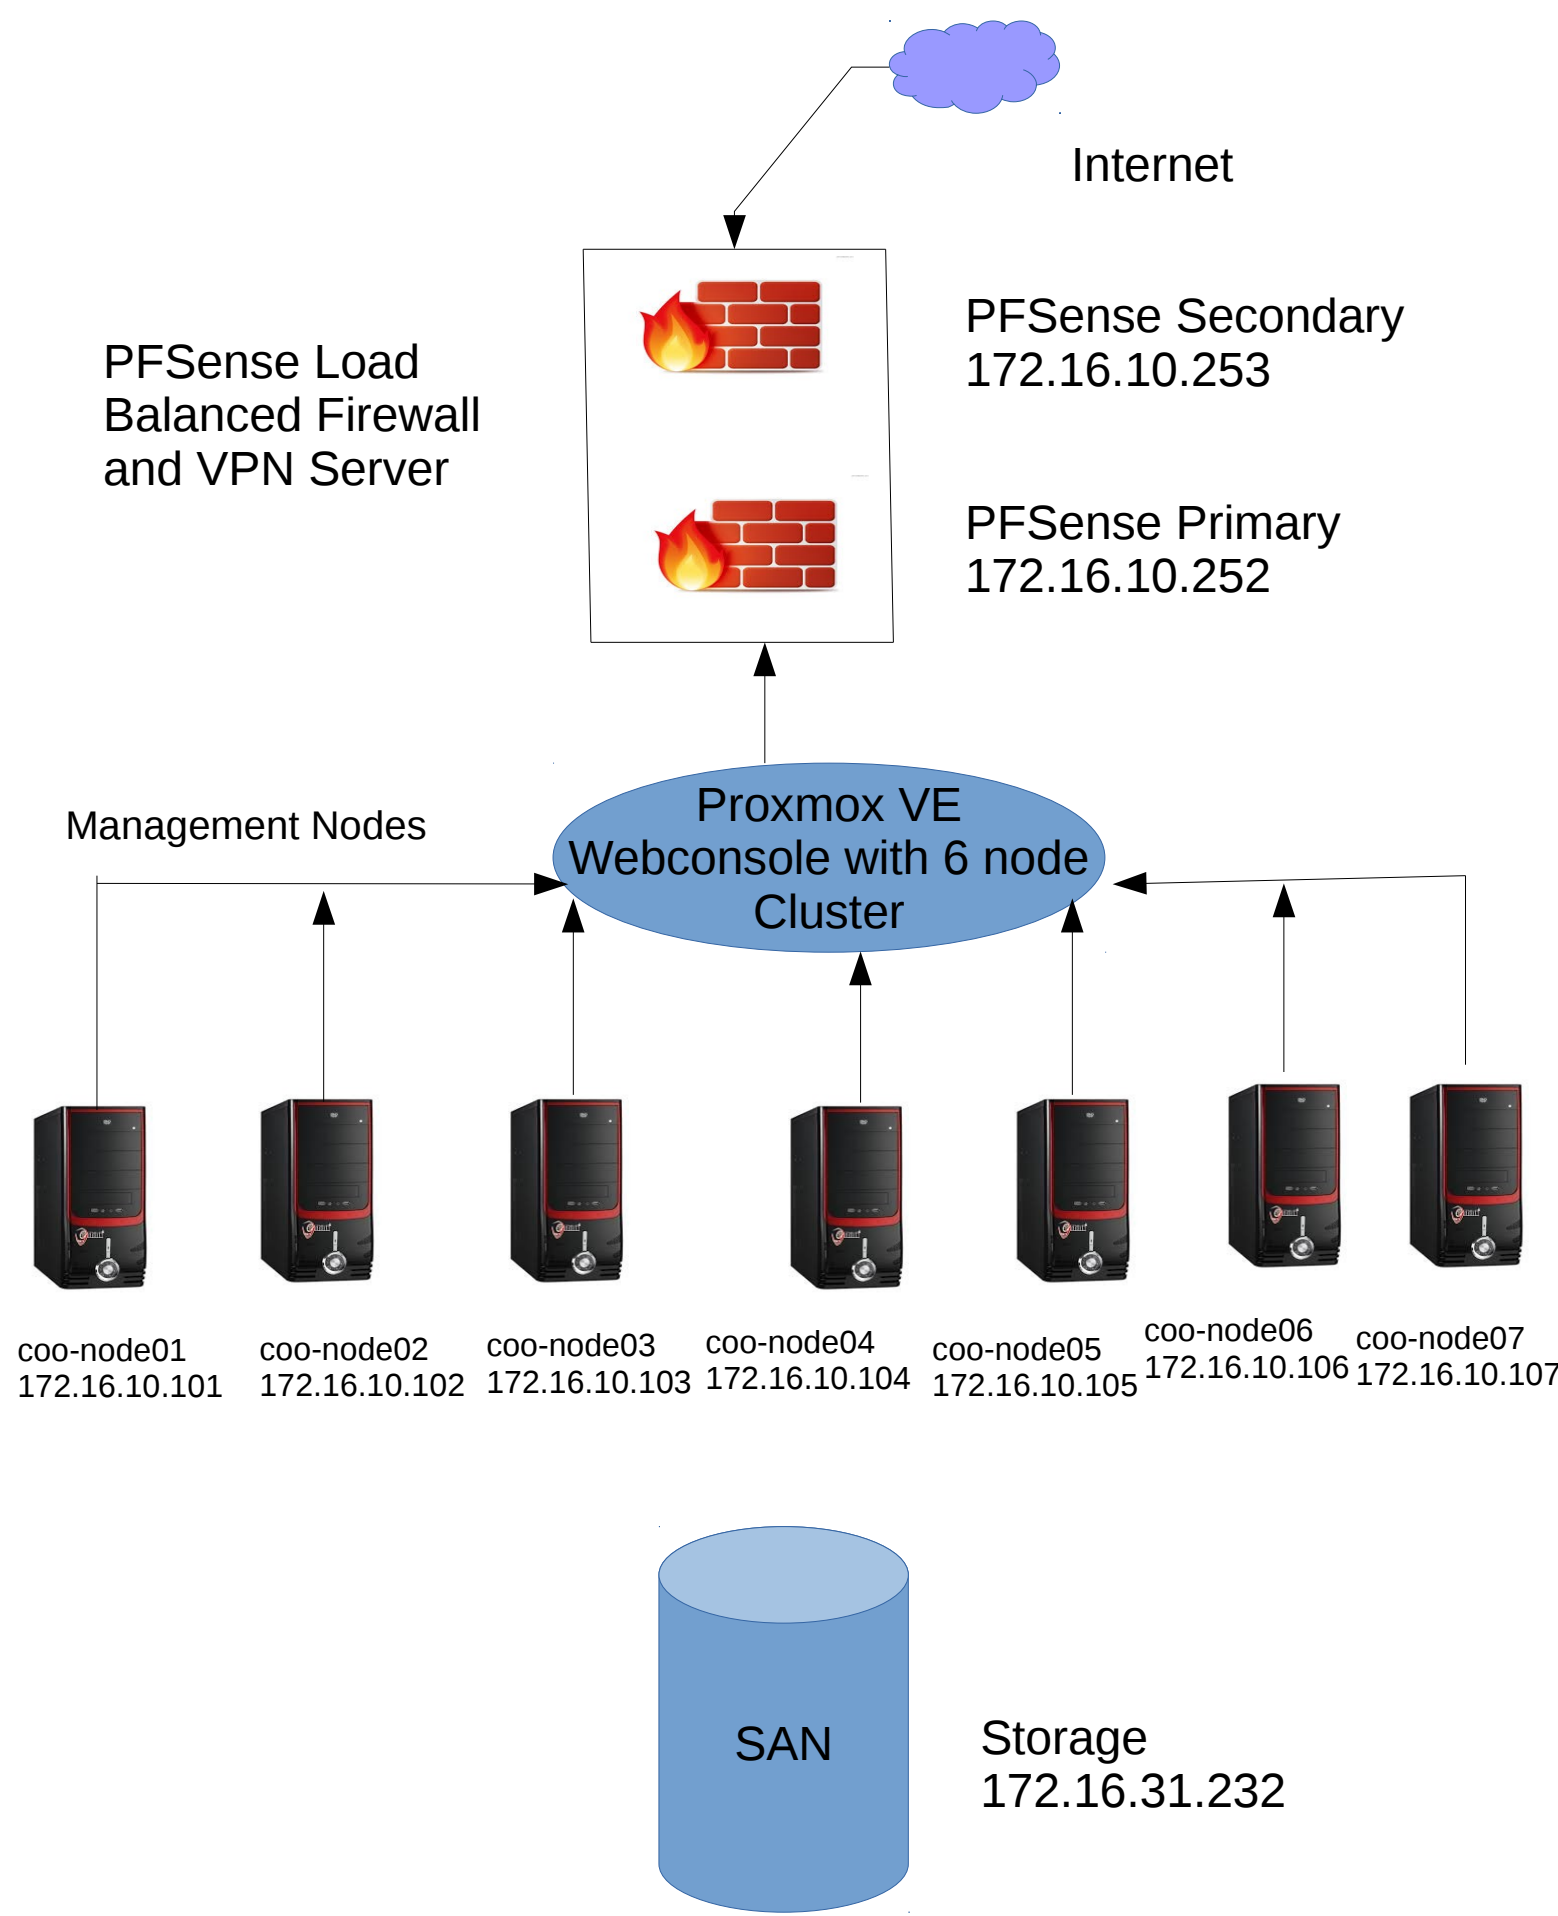 Internet
PFSense Secondary
172.16.10.253
PFSense Load
Balanced Firewall
and VPN Server
PFSense Primary
172.16.10.252
Proxmox VE
Webconsole with 6 node
Cluster
Management Nodes
coo-node01
172.16.10.101
coo-node02
172.16.10.102
coo-node03
172.16.10.103
coo-node04
172.16.10.104
coo-node05
172.16.10.105
coo-node06
172.16.10.106
coo-node07
172.16.10.107
SAN
Storage
172.16.31.232